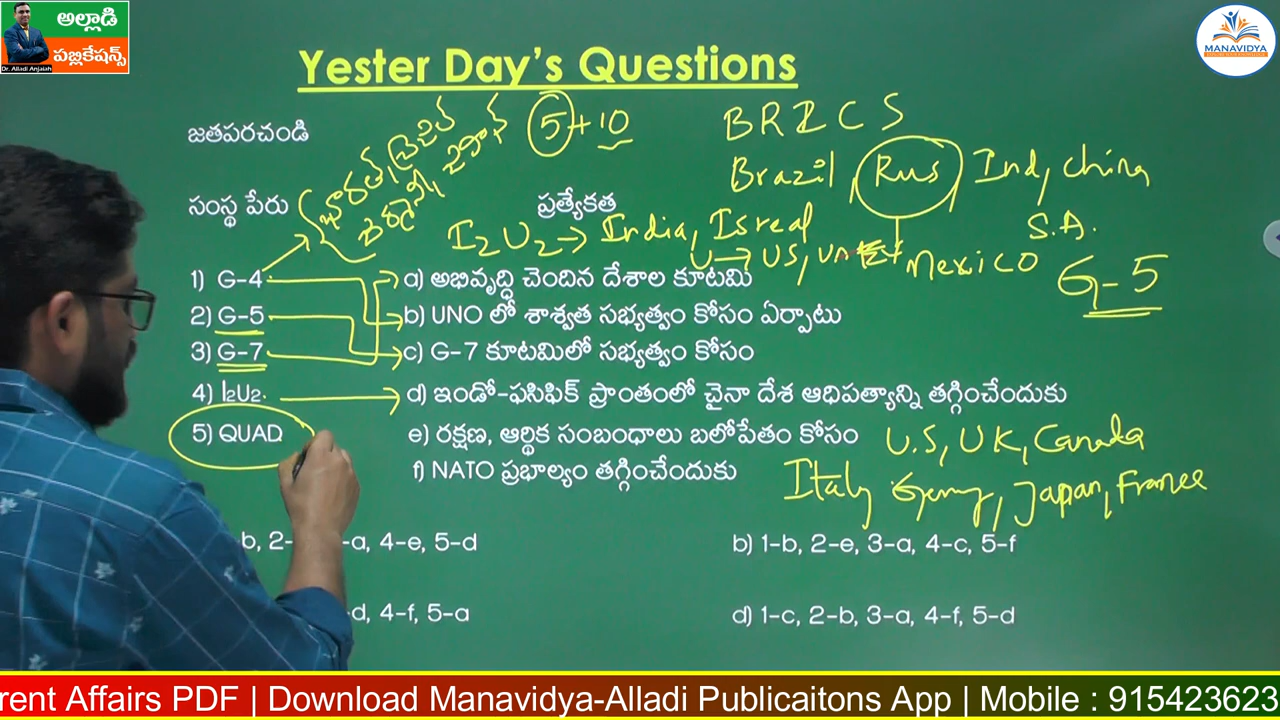 అల్లాడి
పబ్లికేషన్స్
Dr. Alladi Anjaiah
MANAVIDYA
Yester Day's Questions
జతపరచండి
5+10
BRICS
Brazil, Rus, Ind, China
S.A.
సంస్థ పేరు
ప్రత్యేకత
I2U2→ India, Isreal
U→ US,
Mexico
G-5
1) G-4
a) అభివృద్ధి చెందిన దేశాల కూటమి
2) G-5
b) UNO లో శాశ్వత సభ్యత్వం కోసం ఏర్పాటు
3) G-7
c) G-7 కూటమిలో సభ్యత్వం కోసం
4) I2U2
d) ఇండో-ఫసిఫిక్ ప్రాంతంలో చైనా దేశ ఆధిపత్యాన్ని తగ్గించేందుకు
5) QUAD
e) రక్షణ, ఆర్థిక సంబంధాలు బలోపేతం కోసం
U.S, UK, Canada
f) NATO ప్రభాల్యం తగ్గించేందుకు
Italy Japan, France
b, 2- -a, 4-e, 5-d
b) 1-b, 2-e, 3-a, 4-c, 5-f
-d, 4-f, 5-a
d) 1-c, 2-b, 3-a, 4-f, 5-d
rent Affairs PDF | Download Manavidya-Alladi Publicaitons App | Mobile : 915423623